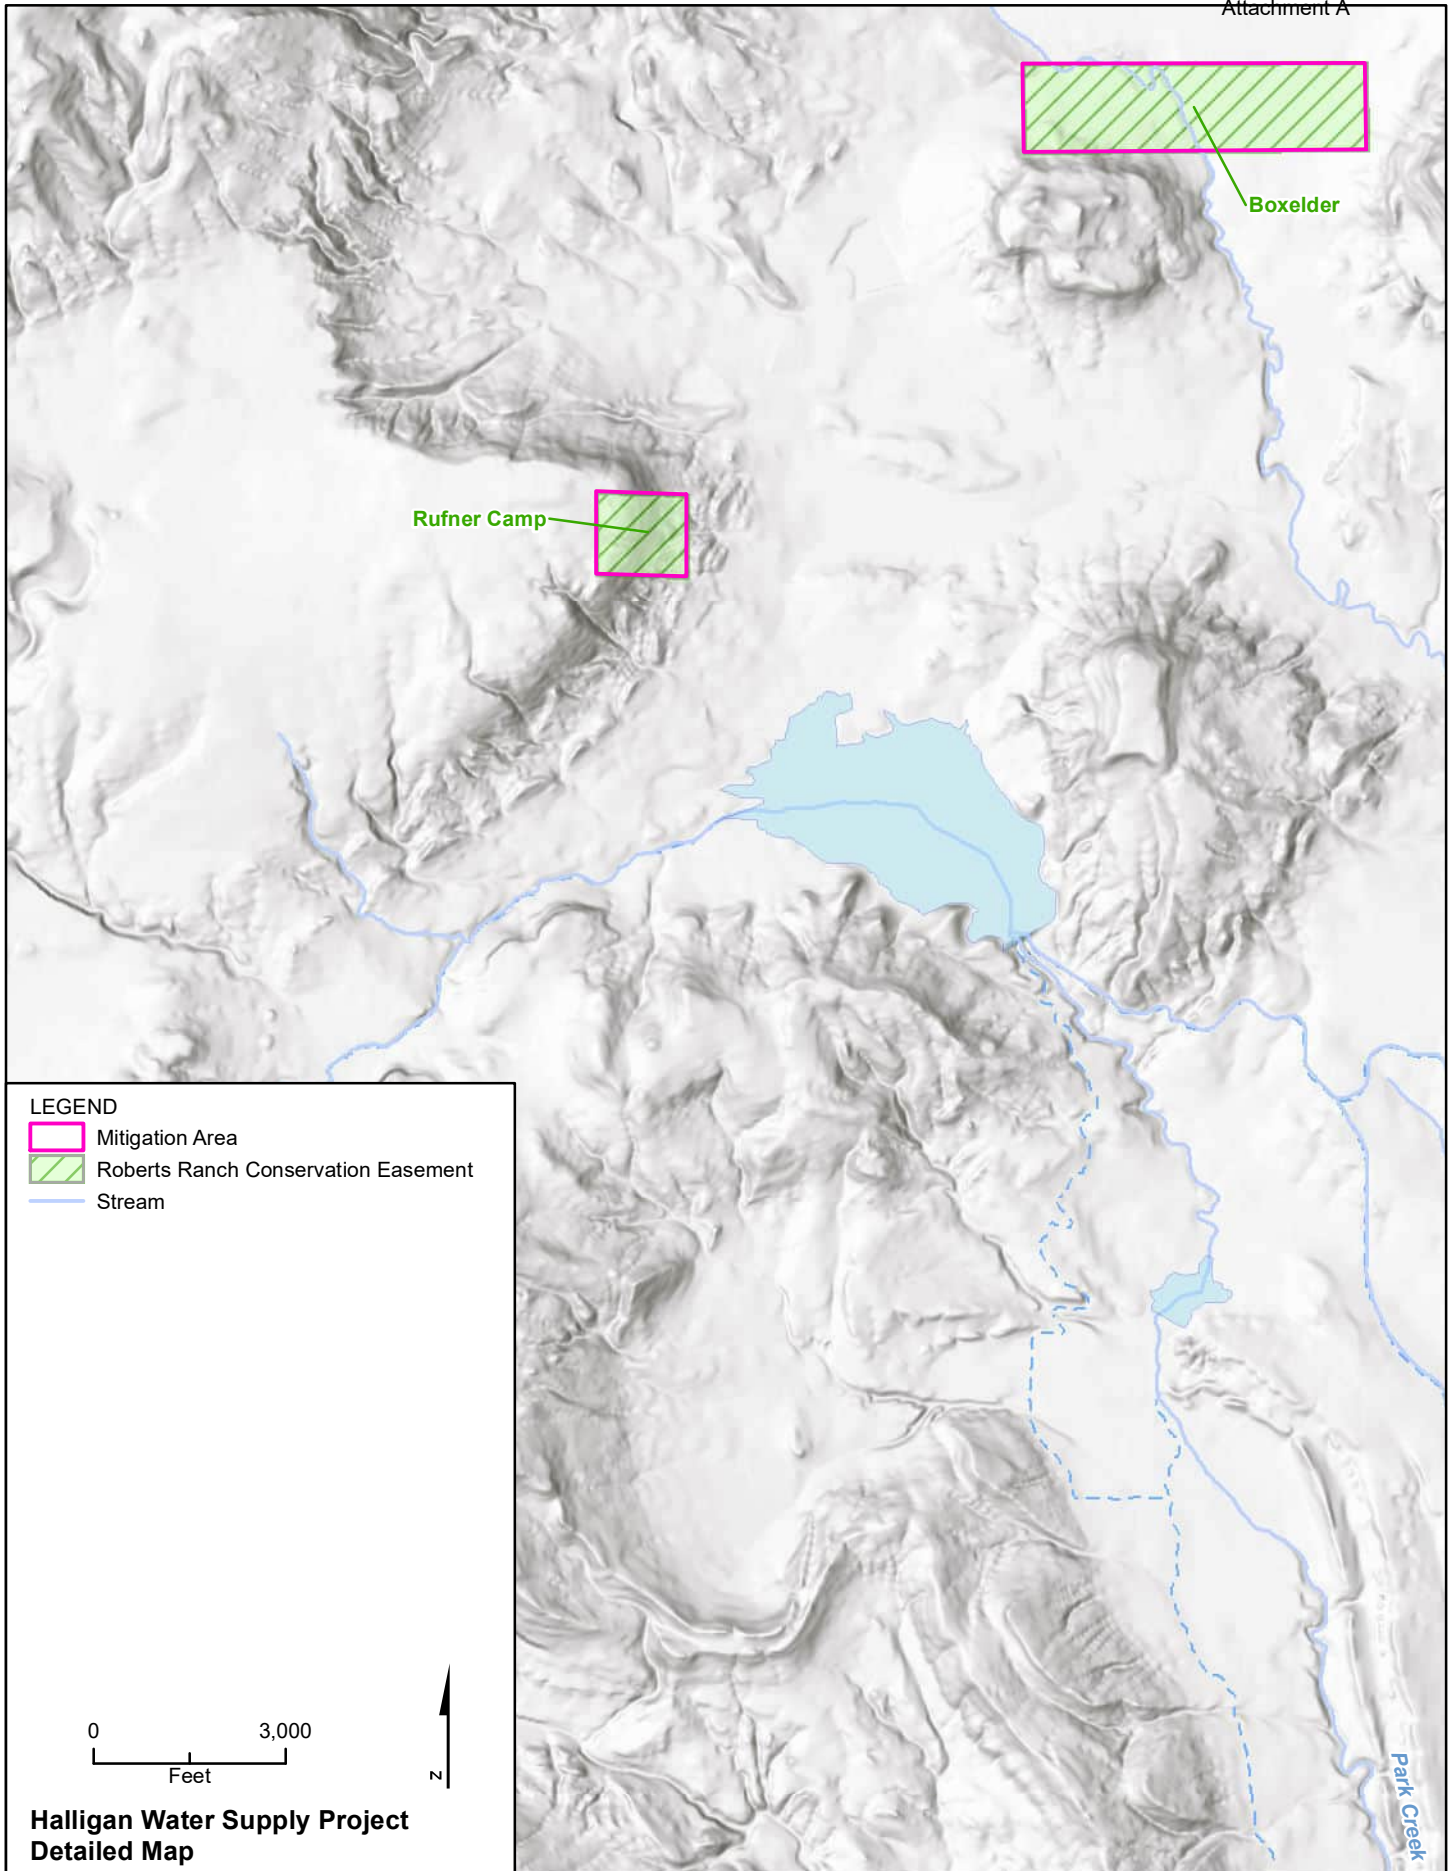 Attachment A
Boxelder
Rufner Camp
LEGEND
Mitigation Area
Roberts Ranch Conservation Easement
Stream
0 3,000
Feet
N
Halligan Water Supply Project
Detailed Map
Park Creek